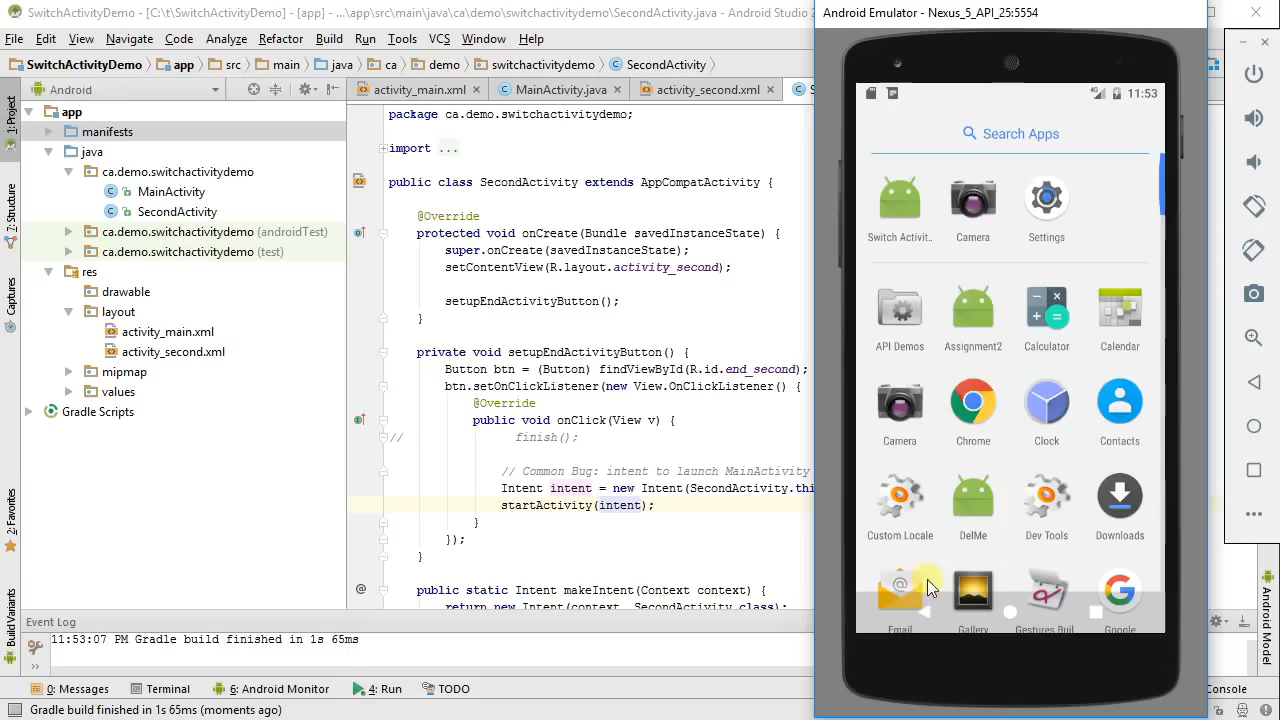 SwitchActivityDemo - [C:\t\SwitchActivityDemo] - [app] - ...\app\src\main\java\ca\demo\switchactivitydemo\SecondActivity.java - Android Studio 2
File Edit View Navigate Code Analyze Refactor Build Run Tools VCS Window Help
SwitchActivityDemo app src main java ca demo switchactivitydemo SecondActivity
Android
activity_main.xml MainActivity.java activity_second.xml
1: Project
7: Structure
Captures
2: Favorites
Build Variants
app
manifests
java
ca.demo.switchactivitydemo
MainActivity
SecondActivity
ca.demo.switchactivitydemo (androidTest)
ca.demo.switchactivitydemo (test)
res
drawable
layout
activity_main.xml
activity_second.xml
mipmap
values
Gradle Scripts
package ca.demo.switchactivitydemo;
import ...
public class SecondActivity extends AppCompatActivity {
@Override
protected void onCreate(Bundle savedInstanceState) {
super.onCreate(savedInstanceState);
setContentView(R.layout.activity_second);
setupEndActivityButton();
private void setupEndActivityButton() {
Button btn = (Button) findViewById(R.id.end_second);
btn.setOnClickListener(new View.OnClickListener() {
@Override
public void onClick(View v) {
// finish();
// Common Bug: intent to launch MainActivity
Intent intent = new Intent(SecondActivity.thi
startActivity(intent);
}
});
public static Intent makeIntent(Context context) {
return new Intent(context, SecondActivity.class);
Event Log
11:53:07 PM Gradle build finished in 1s 65ms
0: Messages Terminal 6: Android Monitor 4: Run TODO
Gradle build finished in 1s 65ms (moments ago)
Android Emulator - Nexus_5_API_25:5554
4G 11:53
Search Apps
Switch Activit.. Camera Settings
API Demos Assignment2 Calculator Calendar
Camera Chrome Clock Contacts
Custom Locale DelMe Dev Tools Downloads
Email Gallery Gestures Buil Google
Android Model
Console